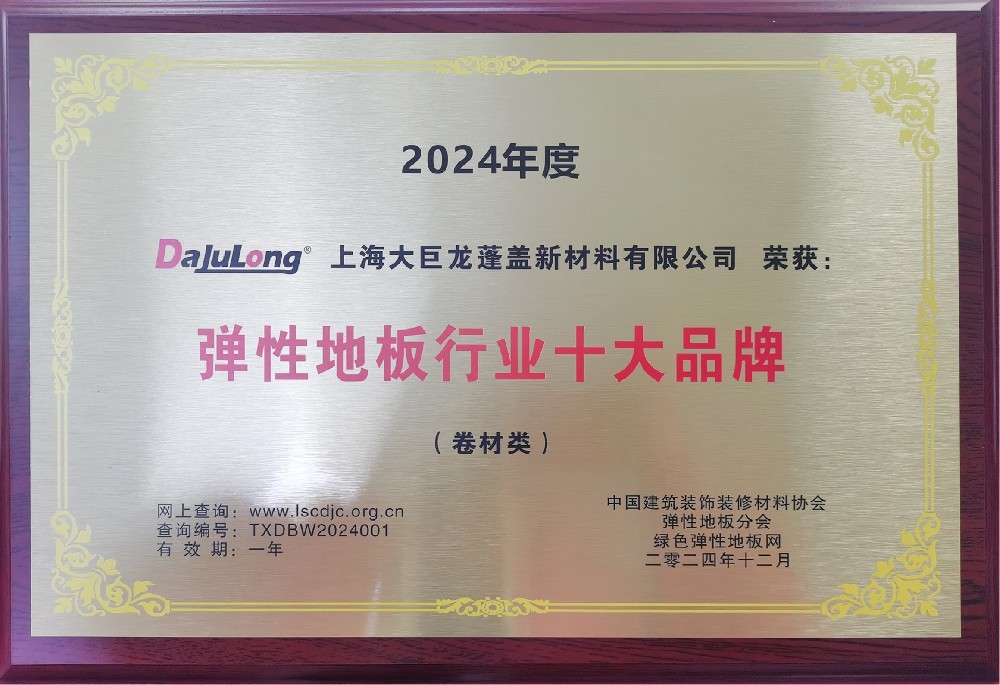 2024年度
DaJuLong® 上海大巨龙蓬盖新材料有限公司 荣获：
弹性地板行业十大品牌
（卷材类）
网上查询：www.lscdjc.org.cn
查询编号：TXDBW2024001
有 效 期：一年
中国建筑装饰装修材料协会
弹性地板分会
绿色弹性地板网
二零二四年十二月